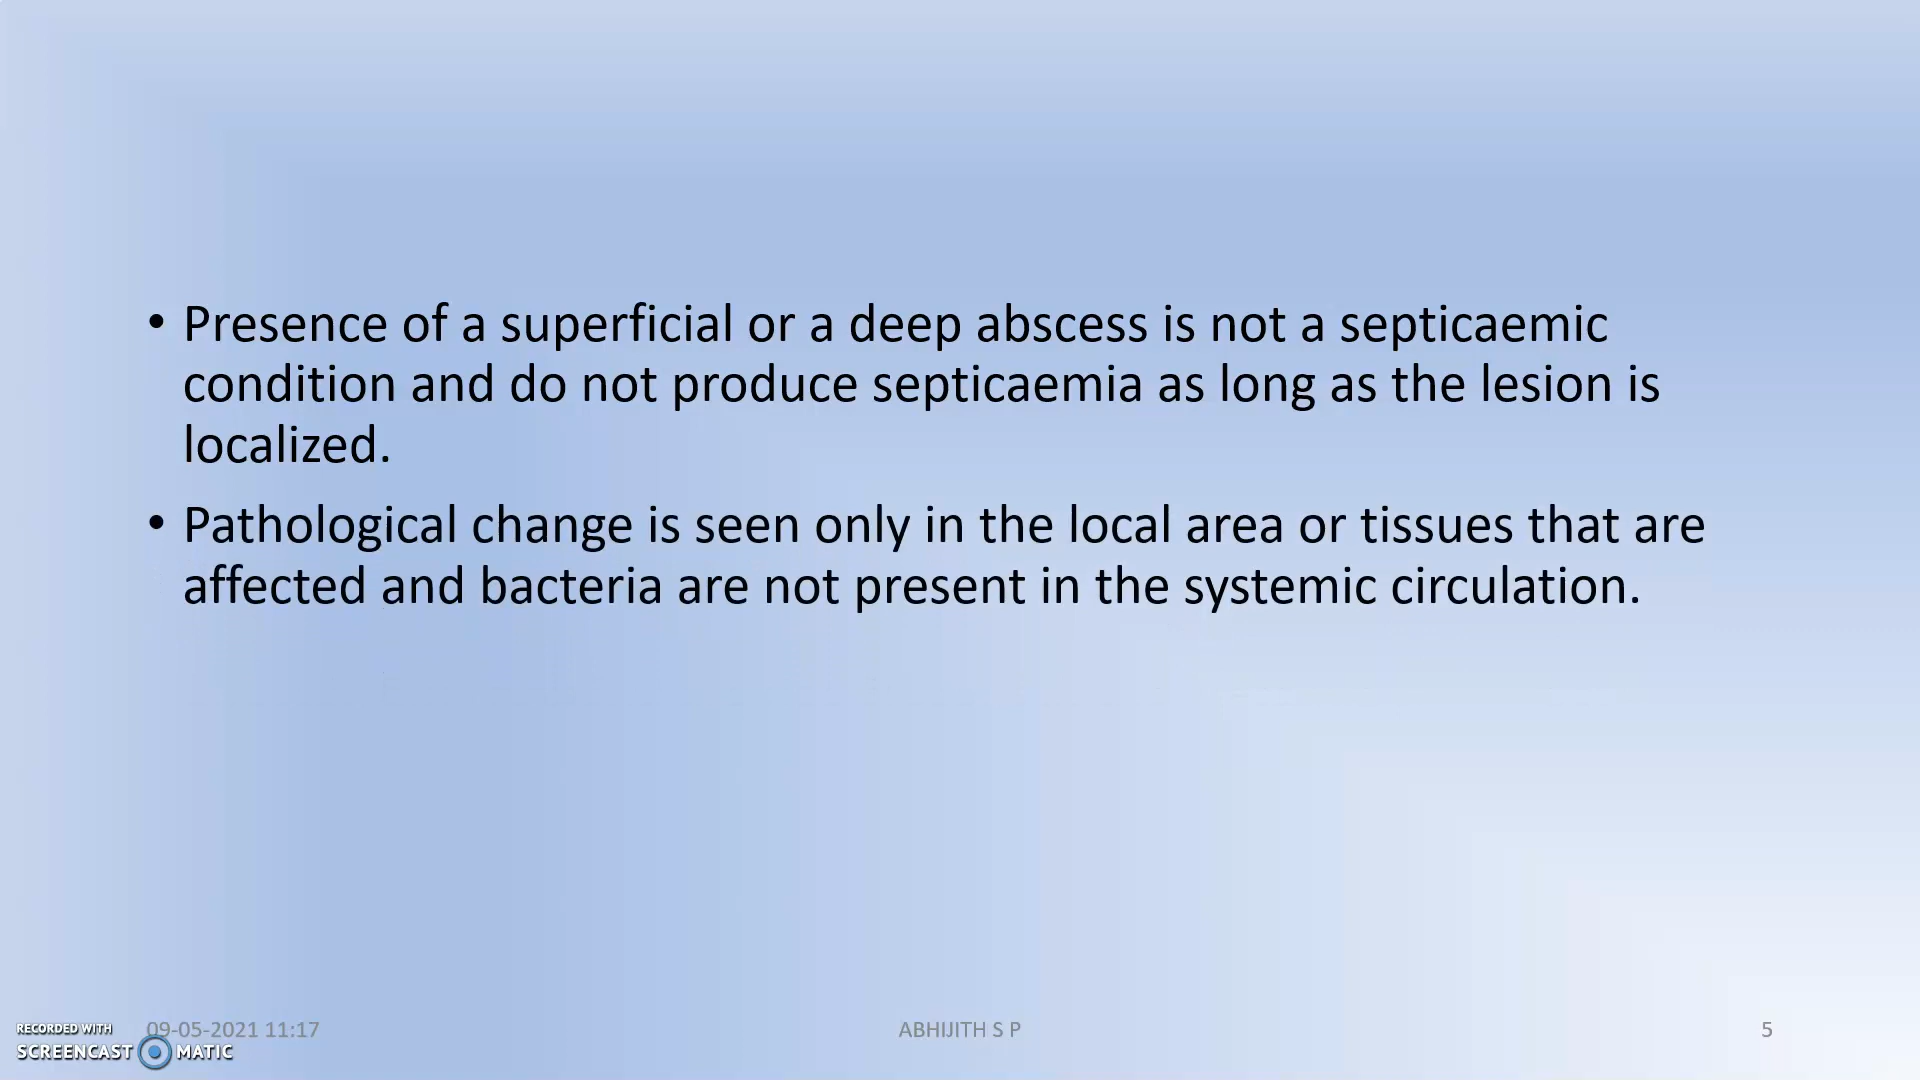 • Presence of a superficial or a deep abscess is not a septicaemic
condition and do not produce septicaemia as long as the lesion is
localized.
• Pathological change is seen only in the local area or tissues that are
affected and bacteria are not present in the systemic circulation.
RECORDED WITH
SCREENCAST MATIC
09-05-2021 11:17
ABHIJITH S P
5